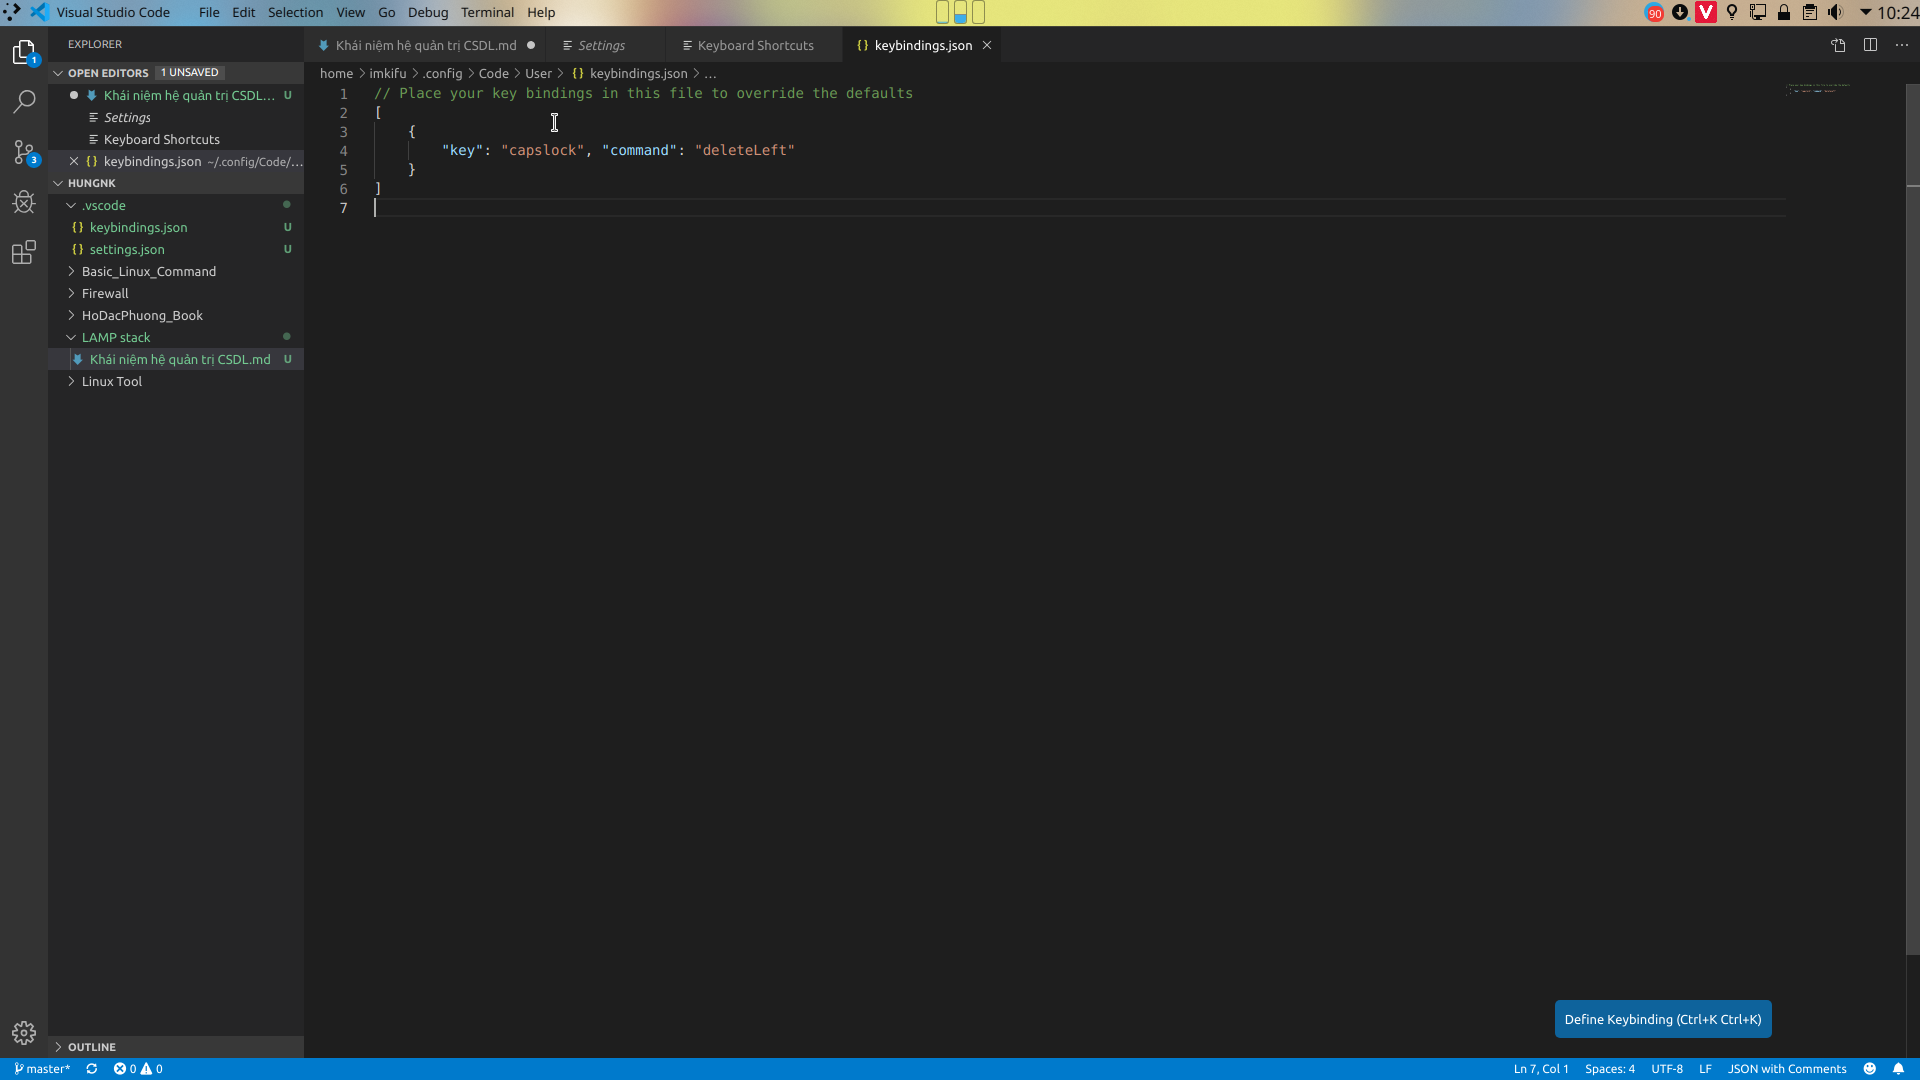 Visual Studio Code File Edit Selection View Go Debug Terminal Help
90 V 10:24
EXPLORER
OPEN EDITORS 1 UNSAVED
Khái niệm hệ quản trị CSDL... U
Settings
Keyboard Shortcuts
keybindings.json ~/.config/Code/...
HUNGNK
.vscode
keybindings.json U
settings.json U
Basic_Linux_Command
Firewall
HoDacPhuong_Book
LAMP stack
Khái niệm hệ quản trị CSDL.md U
Linux Tool
OUTLINE
1
3
Khái niệm hệ quản trị CSDL.md Settings Keyboard Shortcuts keybindings.json
home > imkifu > .config > Code > User > {} keybindings.json > ...
1 // Place your key bindings in this file to override the defaults
2 [
3 {
4 "key": "capslock", "command": "deleteLeft"
5 }
6 ]
7
Define Keybinding (Ctrl+K Ctrl+K)
master* 0 0 Ln 7, Col 1 Spaces: 4 UTF-8 LF JSON with Comments